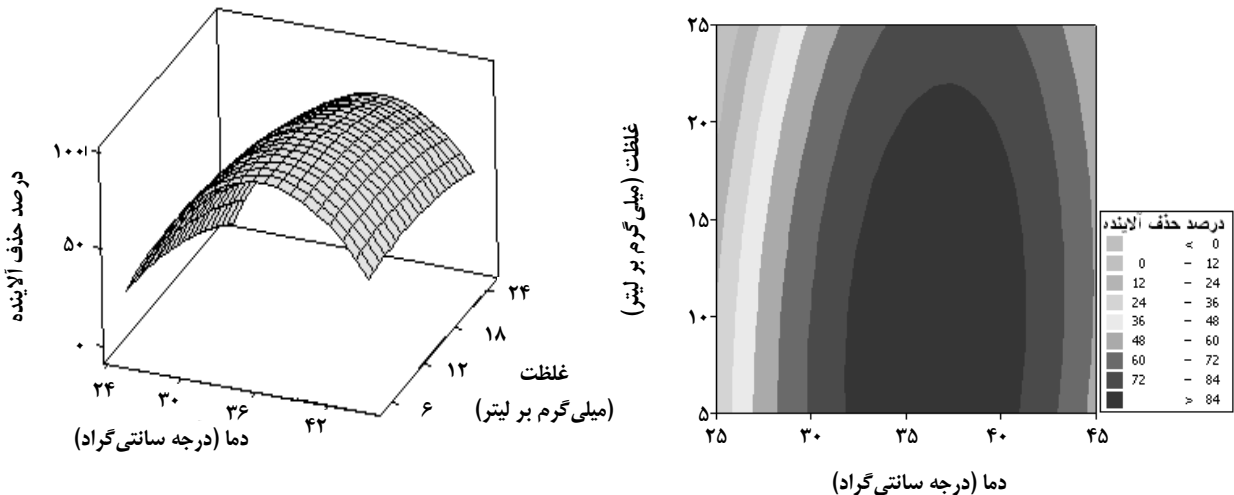 درصد حذف آلاینده
۱۰۰
۵۰
۰
۲۴
۳۰
۳۶
۴۲
دما (درجه سانتی‌گراد)
۶
۱۲
۱۸
۲۴
غلظت
(میلی‌گرم بر لیتر)
غلظت (میلی‌گرم بر لیتر)
۲۵
۲۰
۱۵
۱۰
۵
۲۵
۳۰
۳۵
۴۰
۴۵
دما (درجه سانتی‌گراد)
درصد حذف آلاینده
< 0
0 – 12
12 – 24
24 – 36
36 – 48
48 – 60
60 – 72
72 – 84
> 84